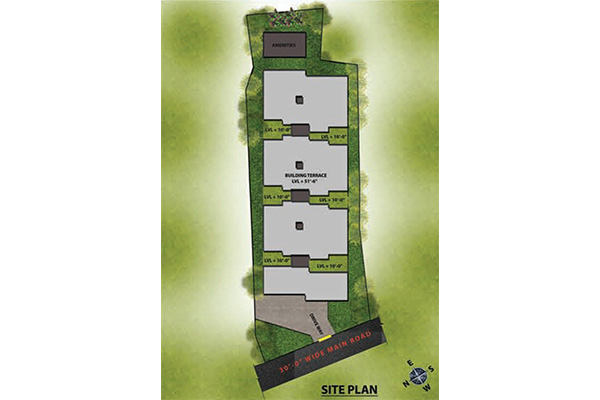 AMENITIES
LVL + 10'-0"
LVL + 10'-0"
BUILDING TERRACE
LVL + 51'-6"
LVL + 10'-0"
LVL + 10'-0"
LVL + 10'-0"
LVL + 10'-0"
DRIVE WAY
30'-0" WIDE MAIN ROAD
SITE PLAN
E
S
N
W